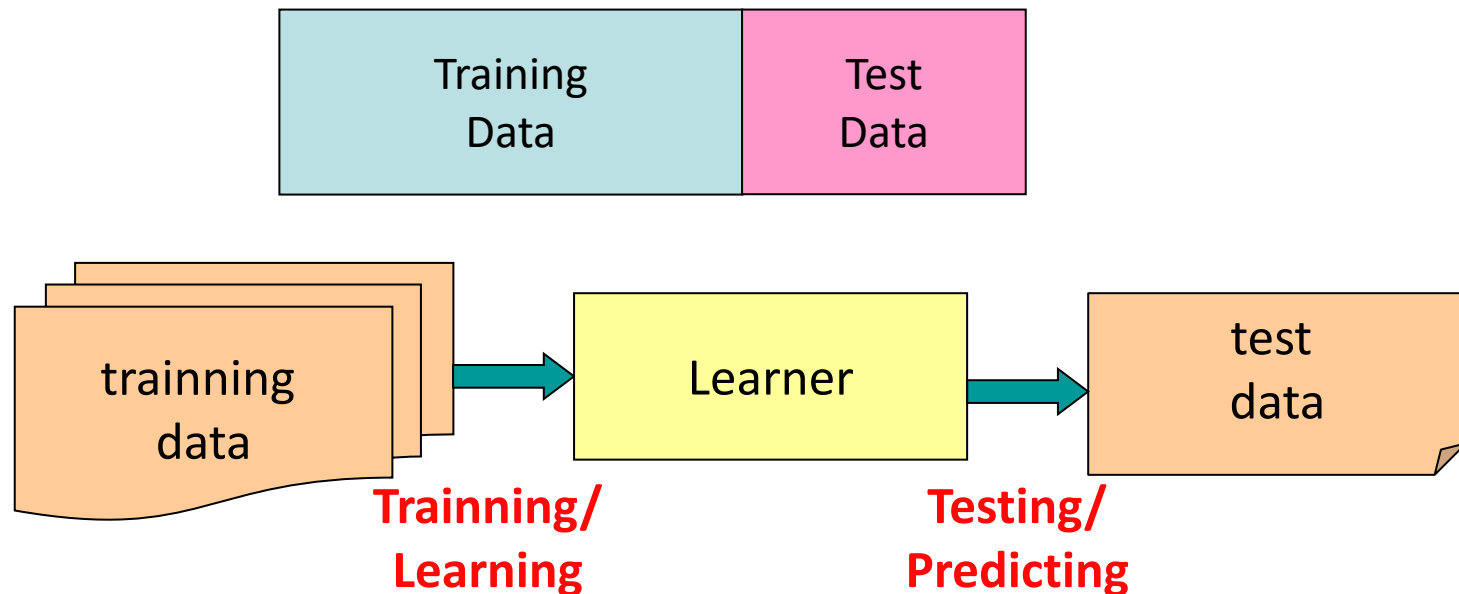 Training
Data
Test
Data
trainning
data
Learner
test
data
Trainning/
Learning
Testing/
Predicting